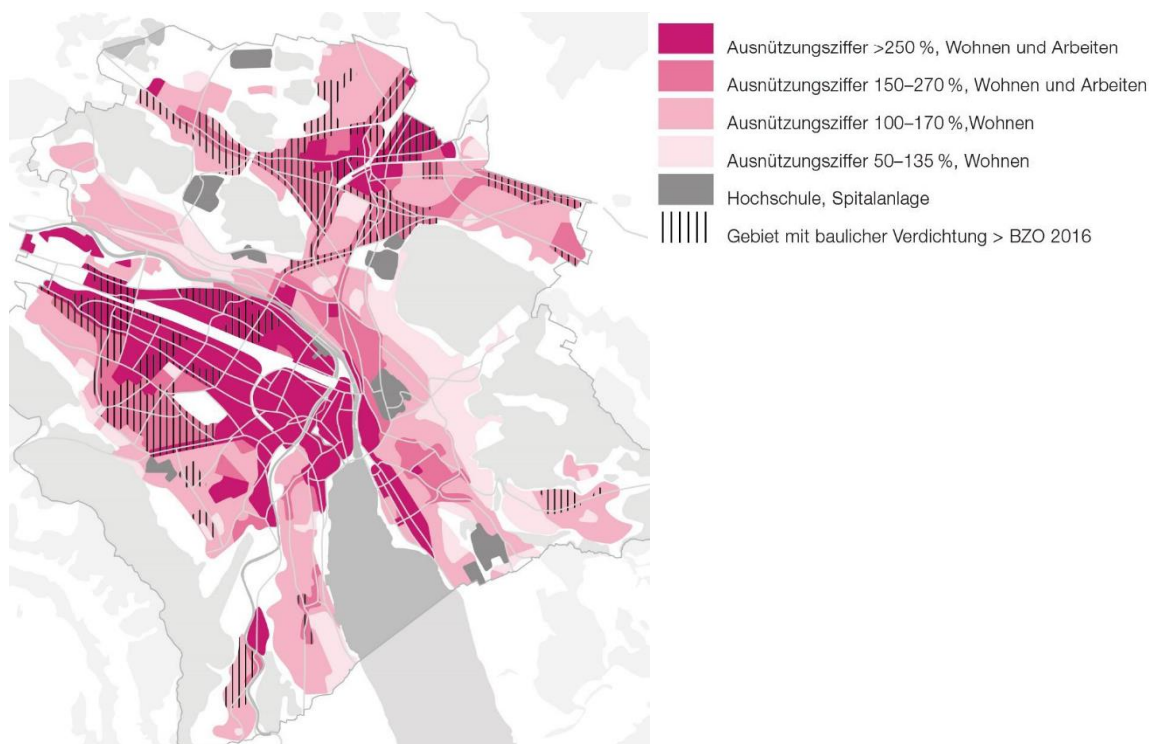 Ausnützungsziffer >250 %, Wohnen und Arbeiten
Ausnützungsziffer 150–270 %, Wohnen und Arbeiten
Ausnützungsziffer 100–170 %,Wohnen
Ausnützungsziffer 50–135 %, Wohnen
Hochschule, Spitalanlage
Gebiet mit baulicher Verdichtung > BZO 2016